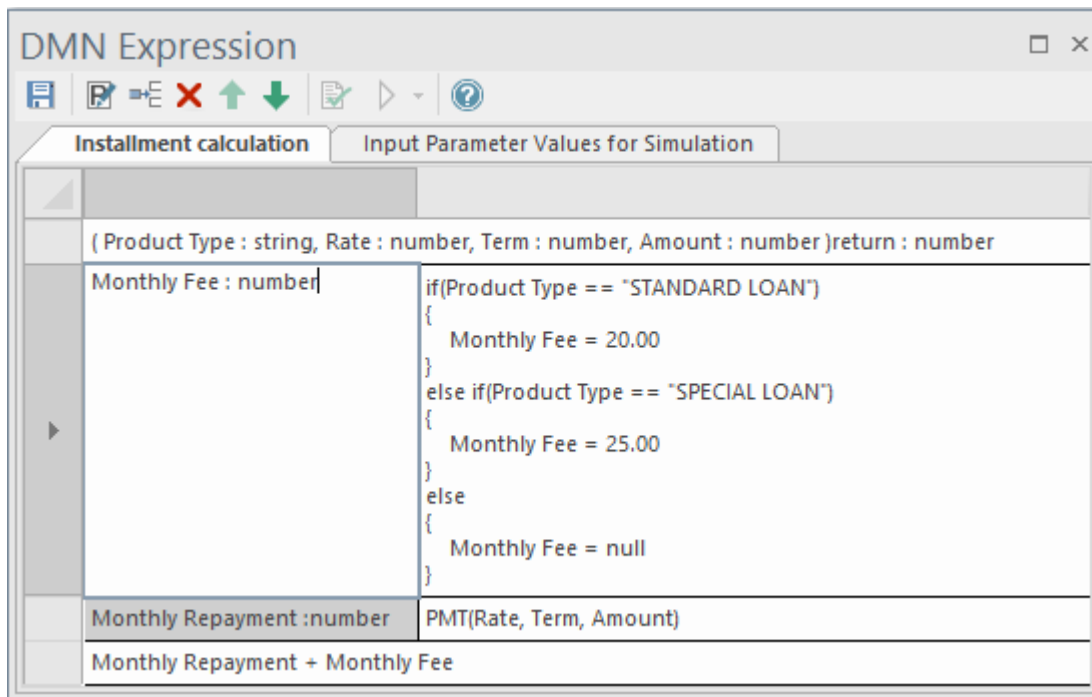 DMN Expression
Installment calculation
Input Parameter Values for Simulation
( Product Type : string, Rate : number, Term : number, Amount : number )return : number
Monthly Fee : number
if(Product Type == "STANDARD LOAN")
{
Monthly Fee = 20.00
}
else if(Product Type == "SPECIAL LOAN")
{
Monthly Fee = 25.00
}
else
{
Monthly Fee = null
}
Monthly Repayment :number
PMT(Rate, Term, Amount)
Monthly Repayment + Monthly Fee